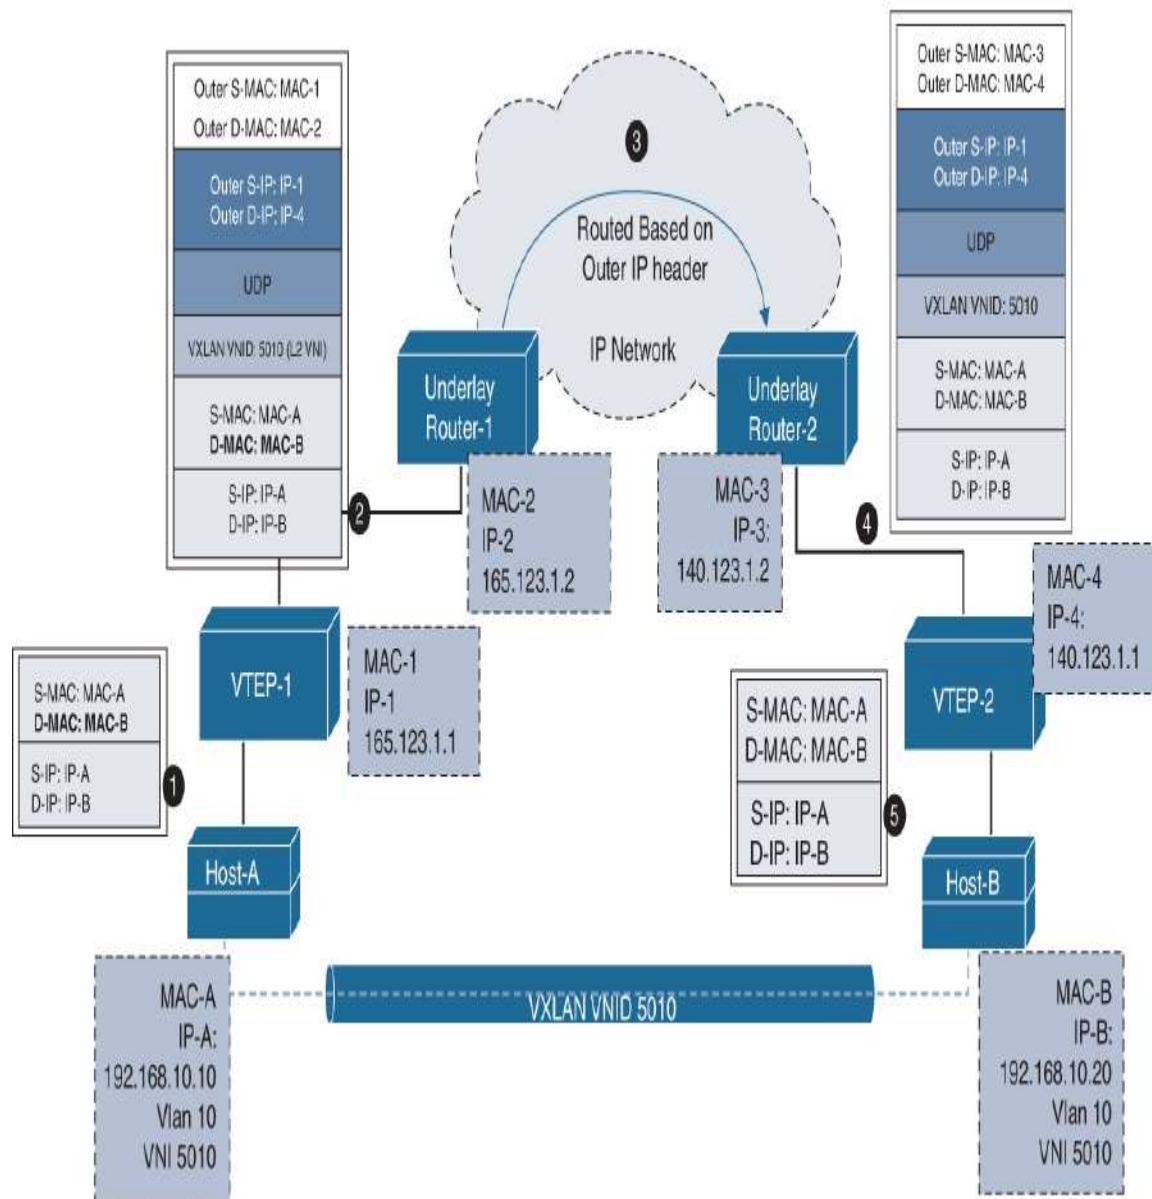 Outer S-MAC: MAC-1
Outer D-MAC: MAC-2
Outer S-IP: IP-1
Outer D-IP: IP-4
UDP
VXLAN VNID: 5010 (L2 VNI)
S-MAC: MAC-A
D-MAC: MAC-B
S-IP: IP-A
D-IP: IP-B
2
3
Routed Based on
Outer IP header
IP Network
Underlay
Router-1
Underlay
Router-2
MAC-2
IP-2
165.123.1.2
MAC-3
IP-3:
140.123.1.2
Outer S-MAC: MAC-3
Outer D-MAC: MAC-4
Outer S-IP: IP-1
Outer D-IP: IP-4
UDP
VXLAN VNID: 5010
S-MAC: MAC-A
D-MAC: MAC-B
S-IP: IP-A
D-IP: IP-B
4
MAC-4
IP-4:
140.123.1.1
VTEP-1
MAC-1
IP-1
165.123.1.1
VTEP-2
S-MAC: MAC-A
D-MAC: MAC-B
S-IP: IP-A
D-IP: IP-B
1
S-MAC: MAC-A
D-MAC: MAC-B
S-IP: IP-A
D-IP: IP-B
5
Host-A
Host-B
MAC-A
IP-A:
192.168.10.10
Vlan 10
VNI 5010
VXLAN VNID 5010
MAC-B
IP-B:
192.168.10.20
Vlan 10
VNI 5010